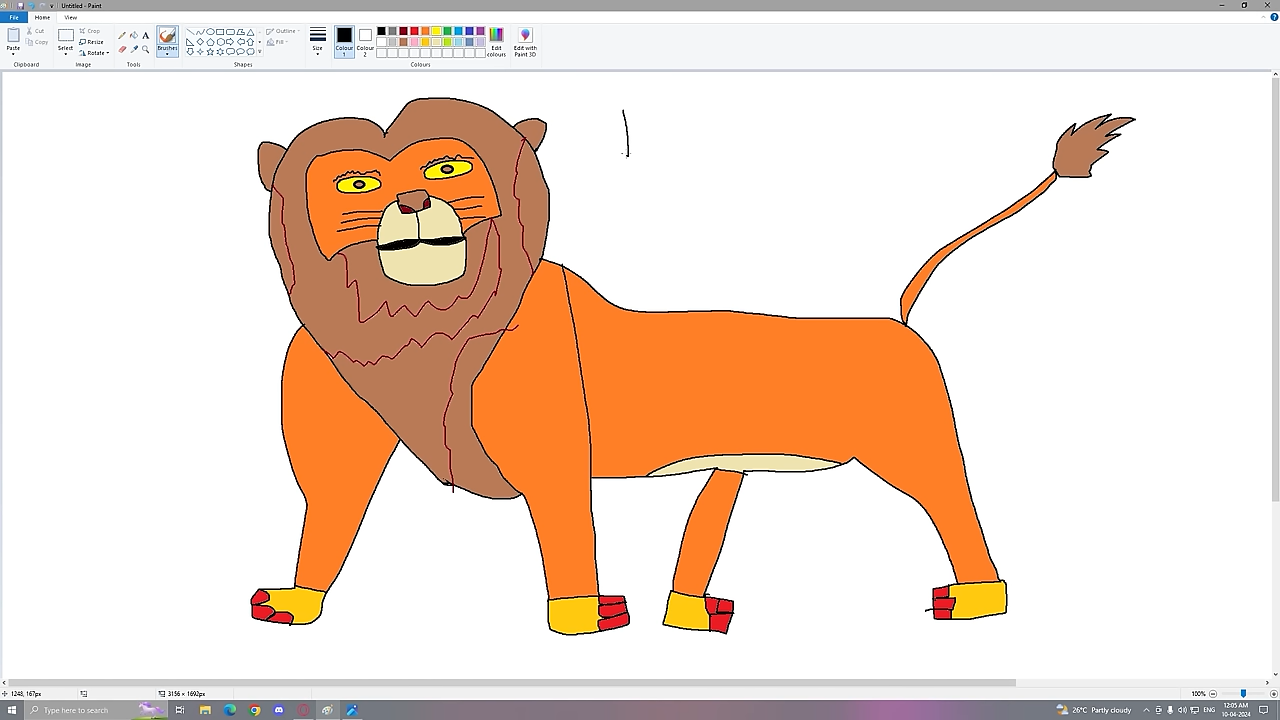 Untitled - Paint
File Home View
Paste Cut Copy
Select Crop Resize Rotate
Brushes
Outline Fill
Size
Colour 1
Colour 2
Edit colours
Edit with Paint 3D
Clipboard Image Tools Shapes Colours
1248, 167px 3156 × 1692px 100%
Type here to search
26°C Partly cloudy ENG 12:05 AM
10-04-2024